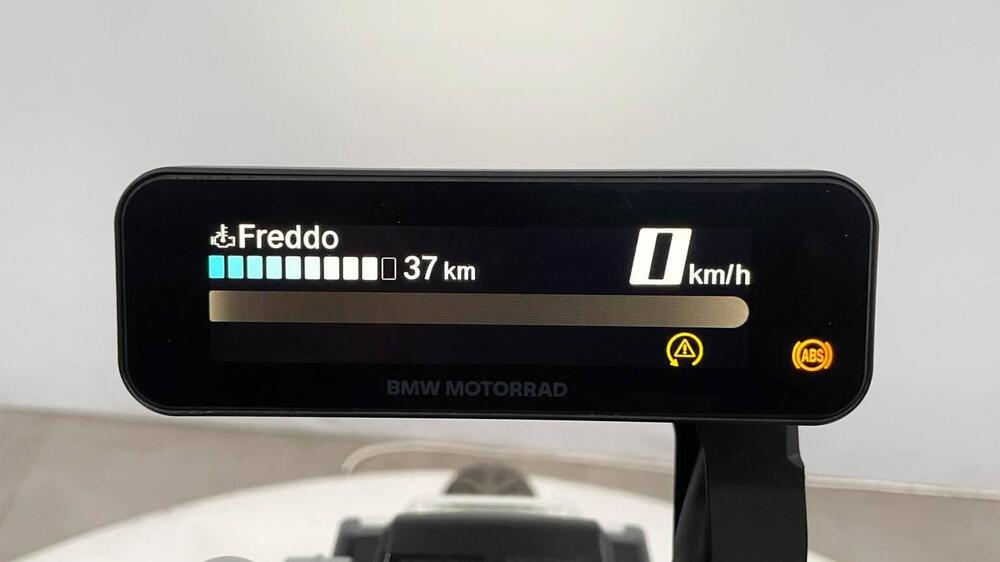 Freddo
37 km
0 km/h
ABS
BMW MOTORRAD